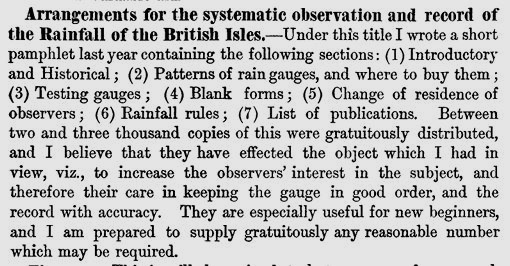 Arrangements for the systematic observation and record of
the Rainfall of the British Isles.—Under this title I wrote a short
pamphlet last year containing the following sections: (1) Introductory
and Historical; (2) Patterns of rain gauges, and where to buy them;
(3) Testing gauges; (4) Blank forms; (5) Change of residence of
observers; (6) Rainfall rules; (7) List of publications. Between
two and three thousand copies of this were gratuitously distributed,
and I believe that they have effected the object which I had in
view, viz., to increase the observers' interest in the subject, and
therefore their care in keeping the gauge in good order, and the
record with accuracy. They are especially useful for new beginners,
and I am prepared to supply gratuitously any reasonable number
which may be required.